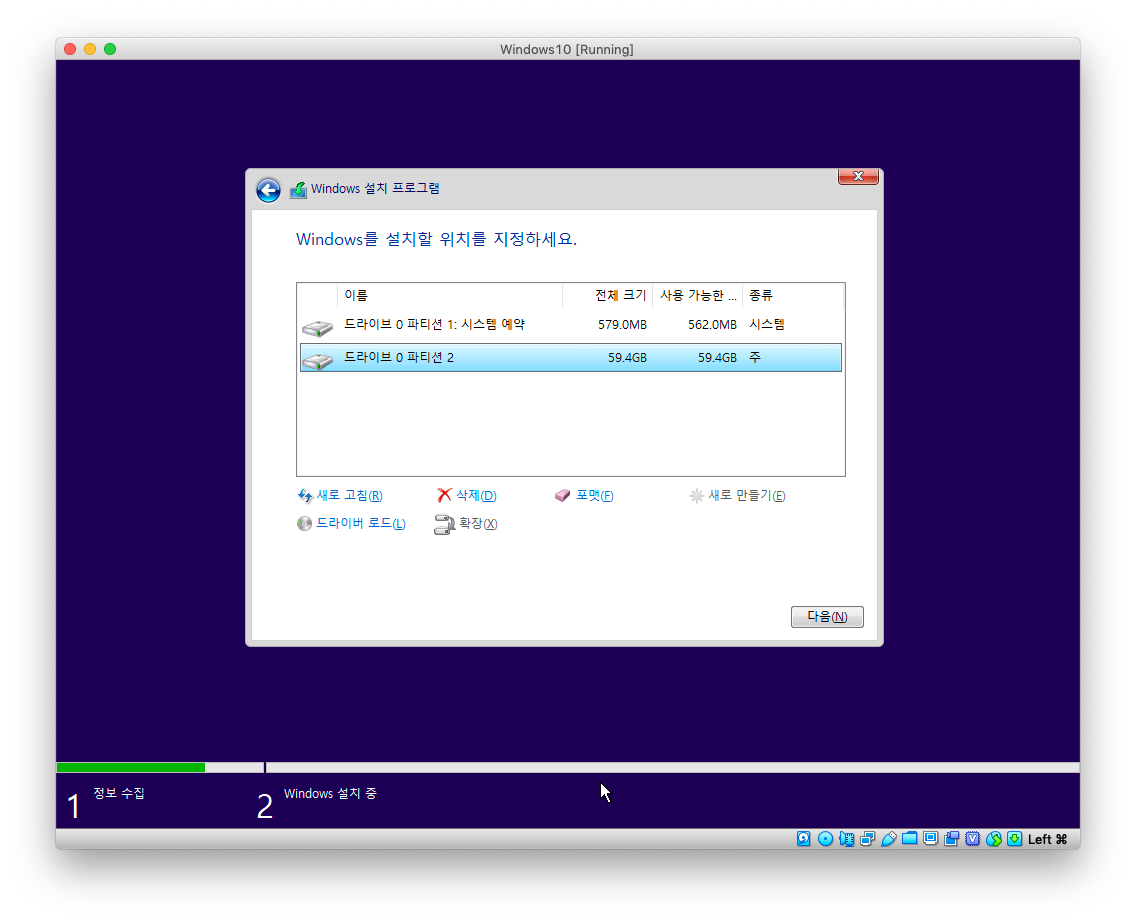 Windows10 [Running]
Windows 설치 프로그램
Windows를 설치할 위치를 지정하세요.
이름 전체 크기 사용 가능한 ... 종류
드라이브 0 파티션 1: 시스템 예약 579.0MB 562.0MB 시스템
드라이브 0 파티션 2 59.4GB 59.4GB 주
새로 고침(R) 삭제(D) 포맷(F) 새로 만들기(E)
드라이버 로드(L) 확장(X)
다음(N)
1 정보 수집 2 Windows 설치 중
Left ⌘